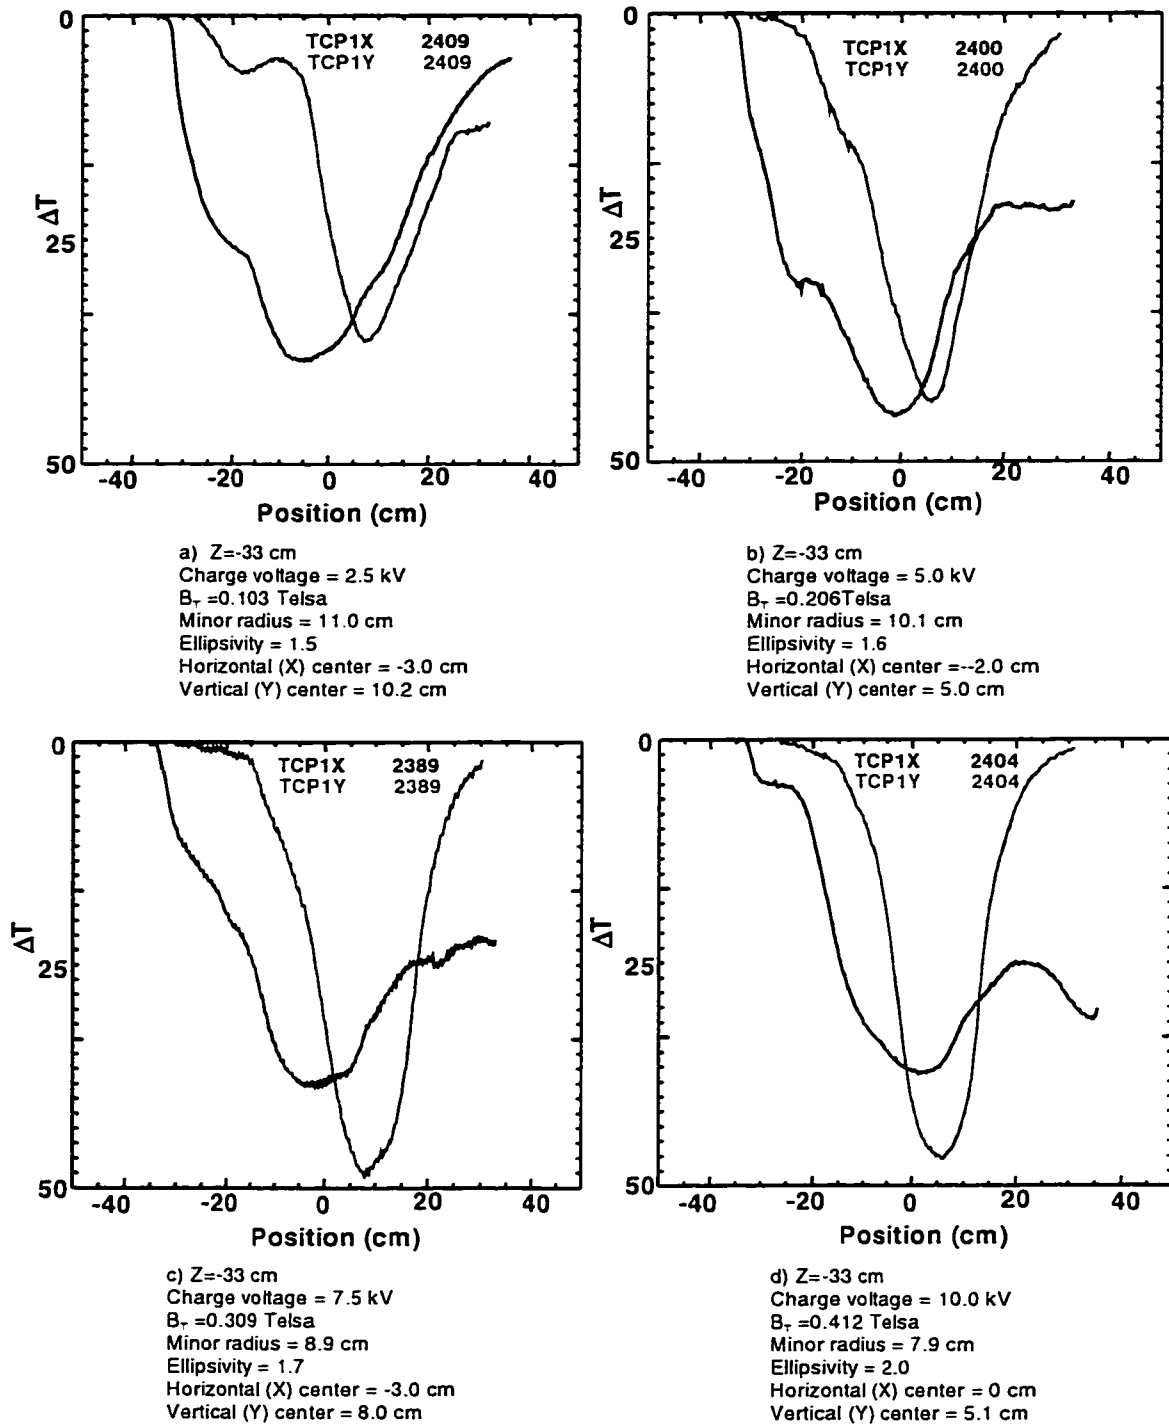 0
TCP1X 2409
TCP1Y 2409
ΔT
25
50
-40 -20 0 20 40
Position (cm)
a) Z=-33 cm
Charge voltage = 2.5 kV
B_T =0.103 Telsa
Minor radius = 11.0 cm
Ellipsivity = 1.5
Horizontal (X) center = -3.0 cm
Vertical (Y) center = 10.2 cm
0
TCP1X 2400
TCP1Y 2400
ΔT
25
50
-40 -20 0 20 40
Position (cm)
b) Z=-33 cm
Charge voltage = 5.0 kV
B_T =0.206Telsa
Minor radius = 10.1 cm
Ellipsivity = 1.6
Horizontal (X) center =--2.0 cm
Vertical (Y) center = 5.0 cm
0
TCP1X 2389
TCP1Y 2389
ΔT
25
50
-40 -20 0 20 40
Position (cm)
c) Z=-33 cm
Charge voltage = 7.5 kV
B_T =0.309 Telsa
Minor radius = 8.9 cm
Ellipsivity = 1.7
Horizontal (X) center = -3.0 cm
Vertical (Y) center = 8.0 cm
0
TCP1X 2404
TCP1Y 2404
ΔT
25
50
-40 -20 0 20 40
Position (cm)
d) Z=-33 cm
Charge voltage = 10.0 kV
B_T =0.412 Telsa
Minor radius = 7.9 cm
Ellipsivity = 2.0
Horizontal (X) center = 0 cm
Vertical (Y) center = 5.1 cm